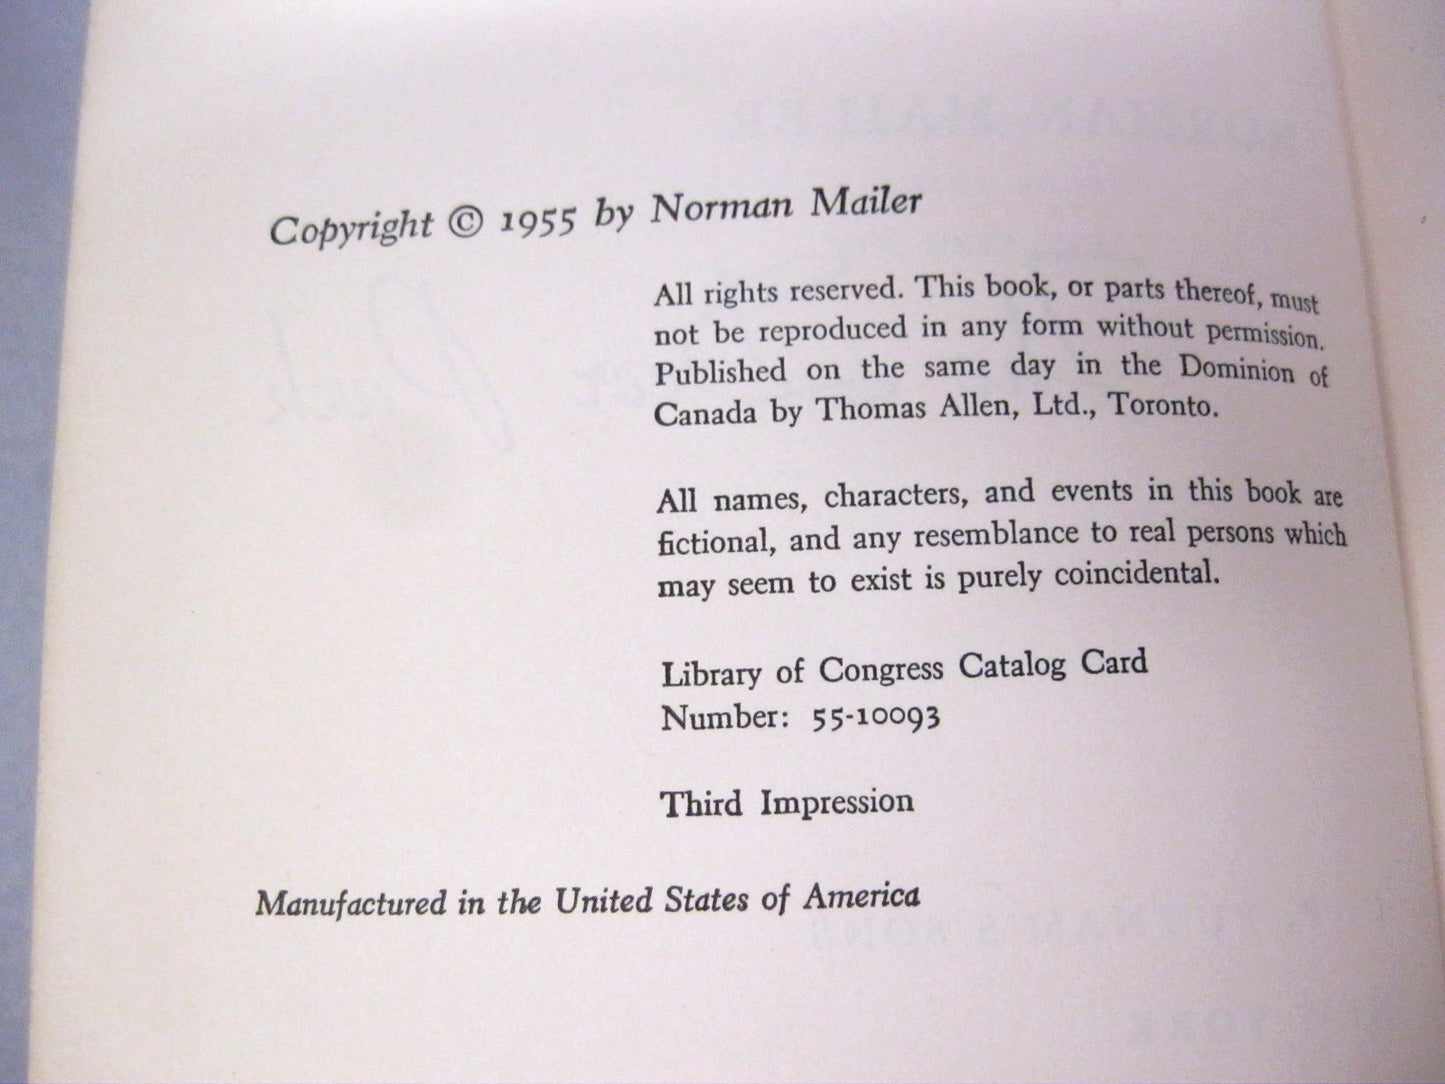 Copyright © 1955 by Norman Mailer
All rights reserved. This book, or parts thereof, must
not be reproduced in any form without permission.
Published on the same day in the Dominion of
Canada by Thomas Allen, Ltd., Toronto.
All names, characters, and events in this book are
fictional, and any resemblance to real persons which
may seem to exist is purely coincidental.
Library of Congress Catalog Card
Number: 55-10093
Third Impression
Manufactured in the United States of America